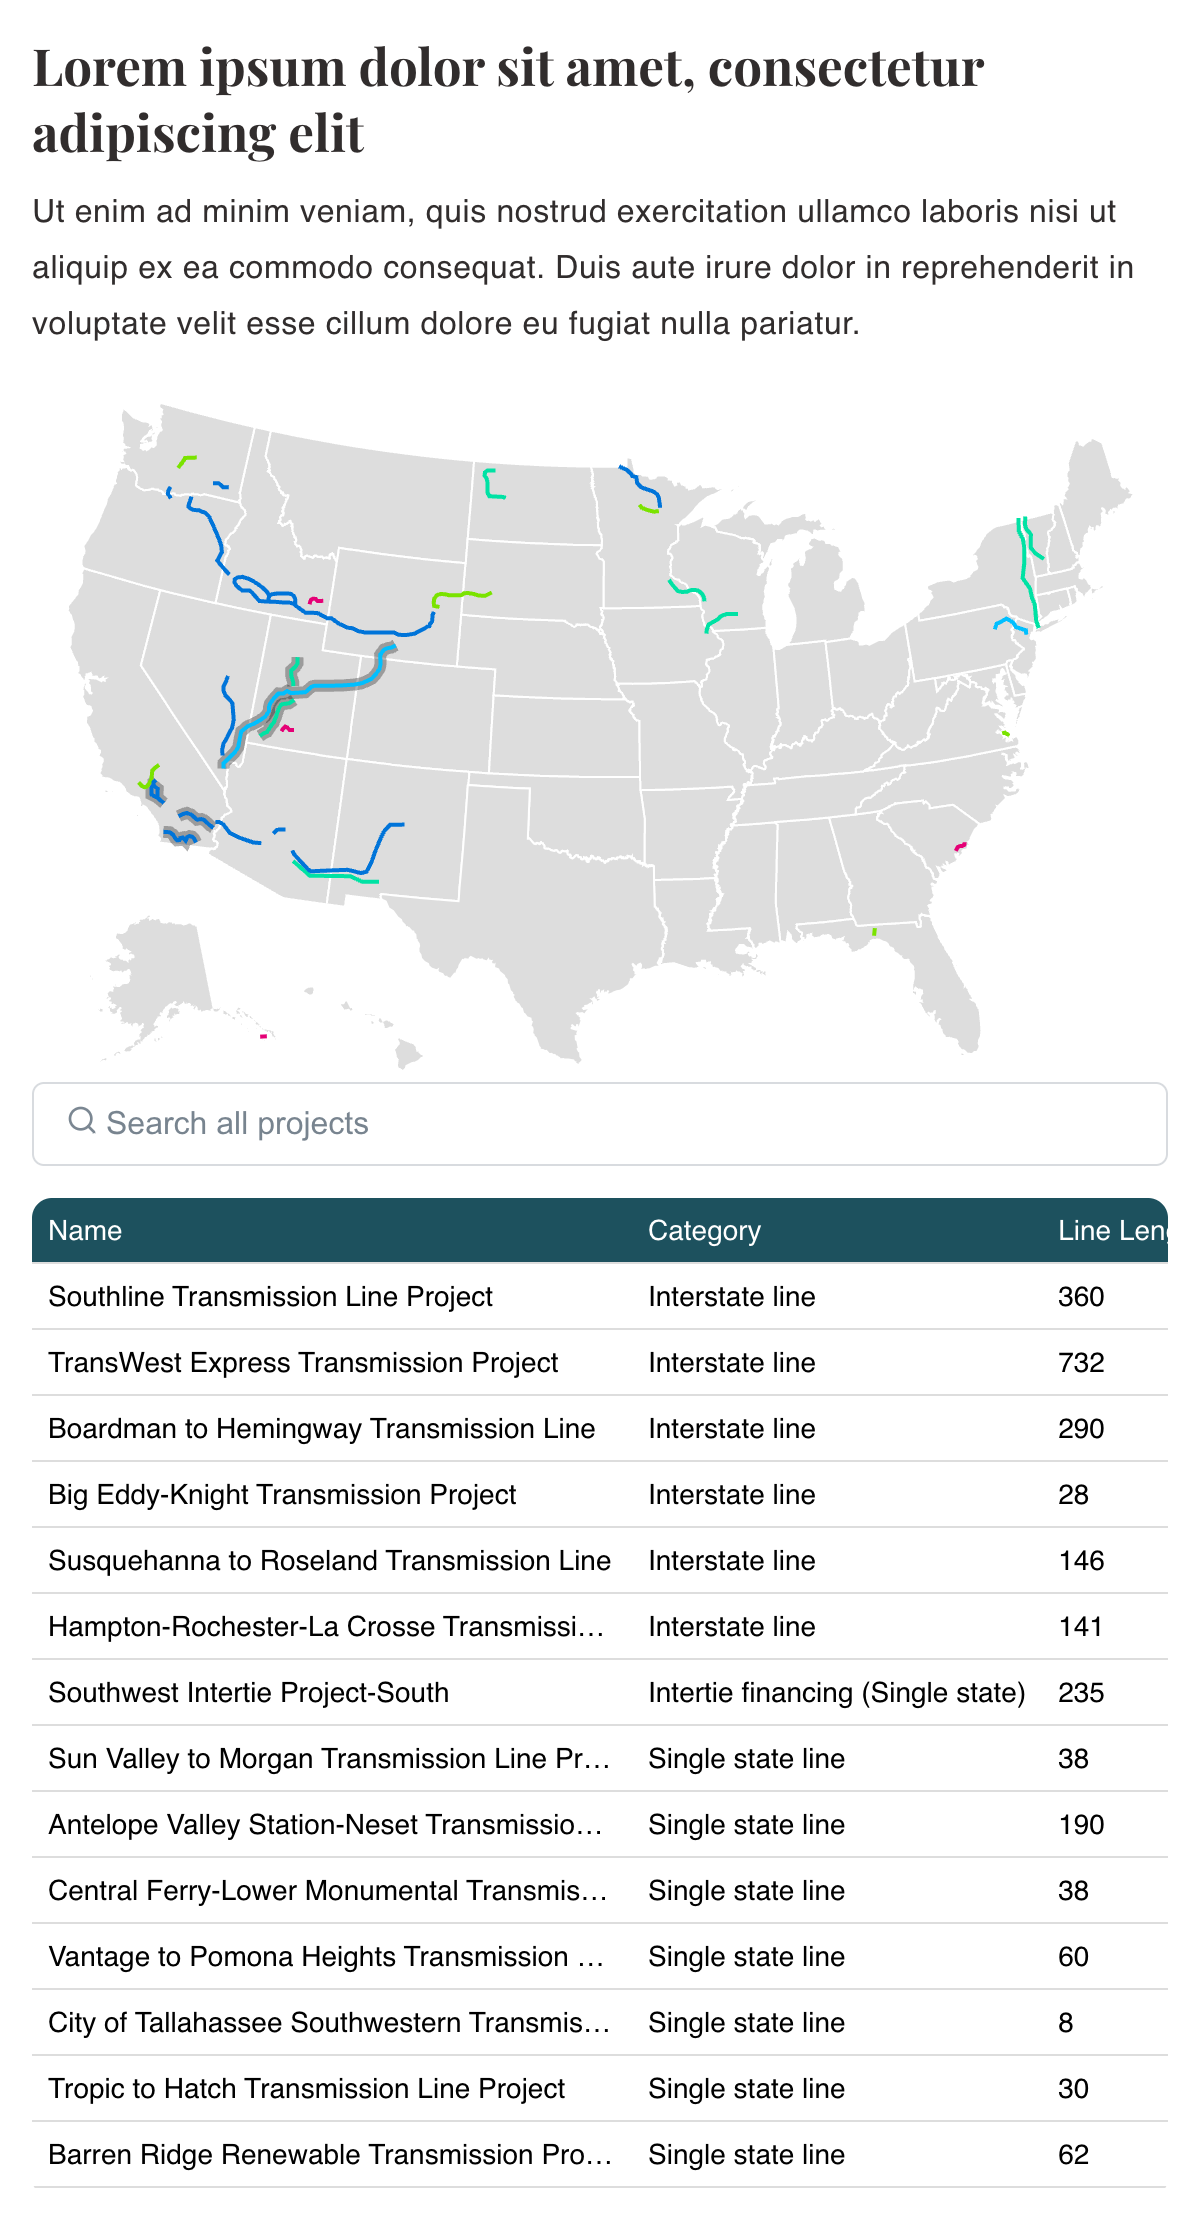 Lorem ipsum dolor sit amet, consectetur
adipiscing elit
Ut enim ad minim veniam, quis nostrud exercitation ullamco laboris nisi ut
aliquip ex ea commodo consequat. Duis aute irure dolor in reprehenderit in
voluptate velit esse cillum dolore eu fugiat nulla pariatur.
Search all projects
Name Category Line Leng
Southline Transmission Line Project Interstate line 360
TransWest Express Transmission Project Interstate line 732
Boardman to Hemingway Transmission Line Interstate line 290
Big Eddy-Knight Transmission Project Interstate line 28
Susquehanna to Roseland Transmission Line Interstate line 146
Hampton-Rochester-La Crosse Transmissi… Interstate line 141
Southwest Intertie Project-South Intertie financing (Single state) 235
Sun Valley to Morgan Transmission Line Pr… Single state line 38
Antelope Valley Station-Neset Transmissio… Single state line 190
Central Ferry-Lower Monumental Transmis… Single state line 38
Vantage to Pomona Heights Transmission … Single state line 60
City of Tallahassee Southwestern Transmis… Single state line 8
Tropic to Hatch Transmission Line Project Single state line 30
Barren Ridge Renewable Transmission Pro… Single state line 62